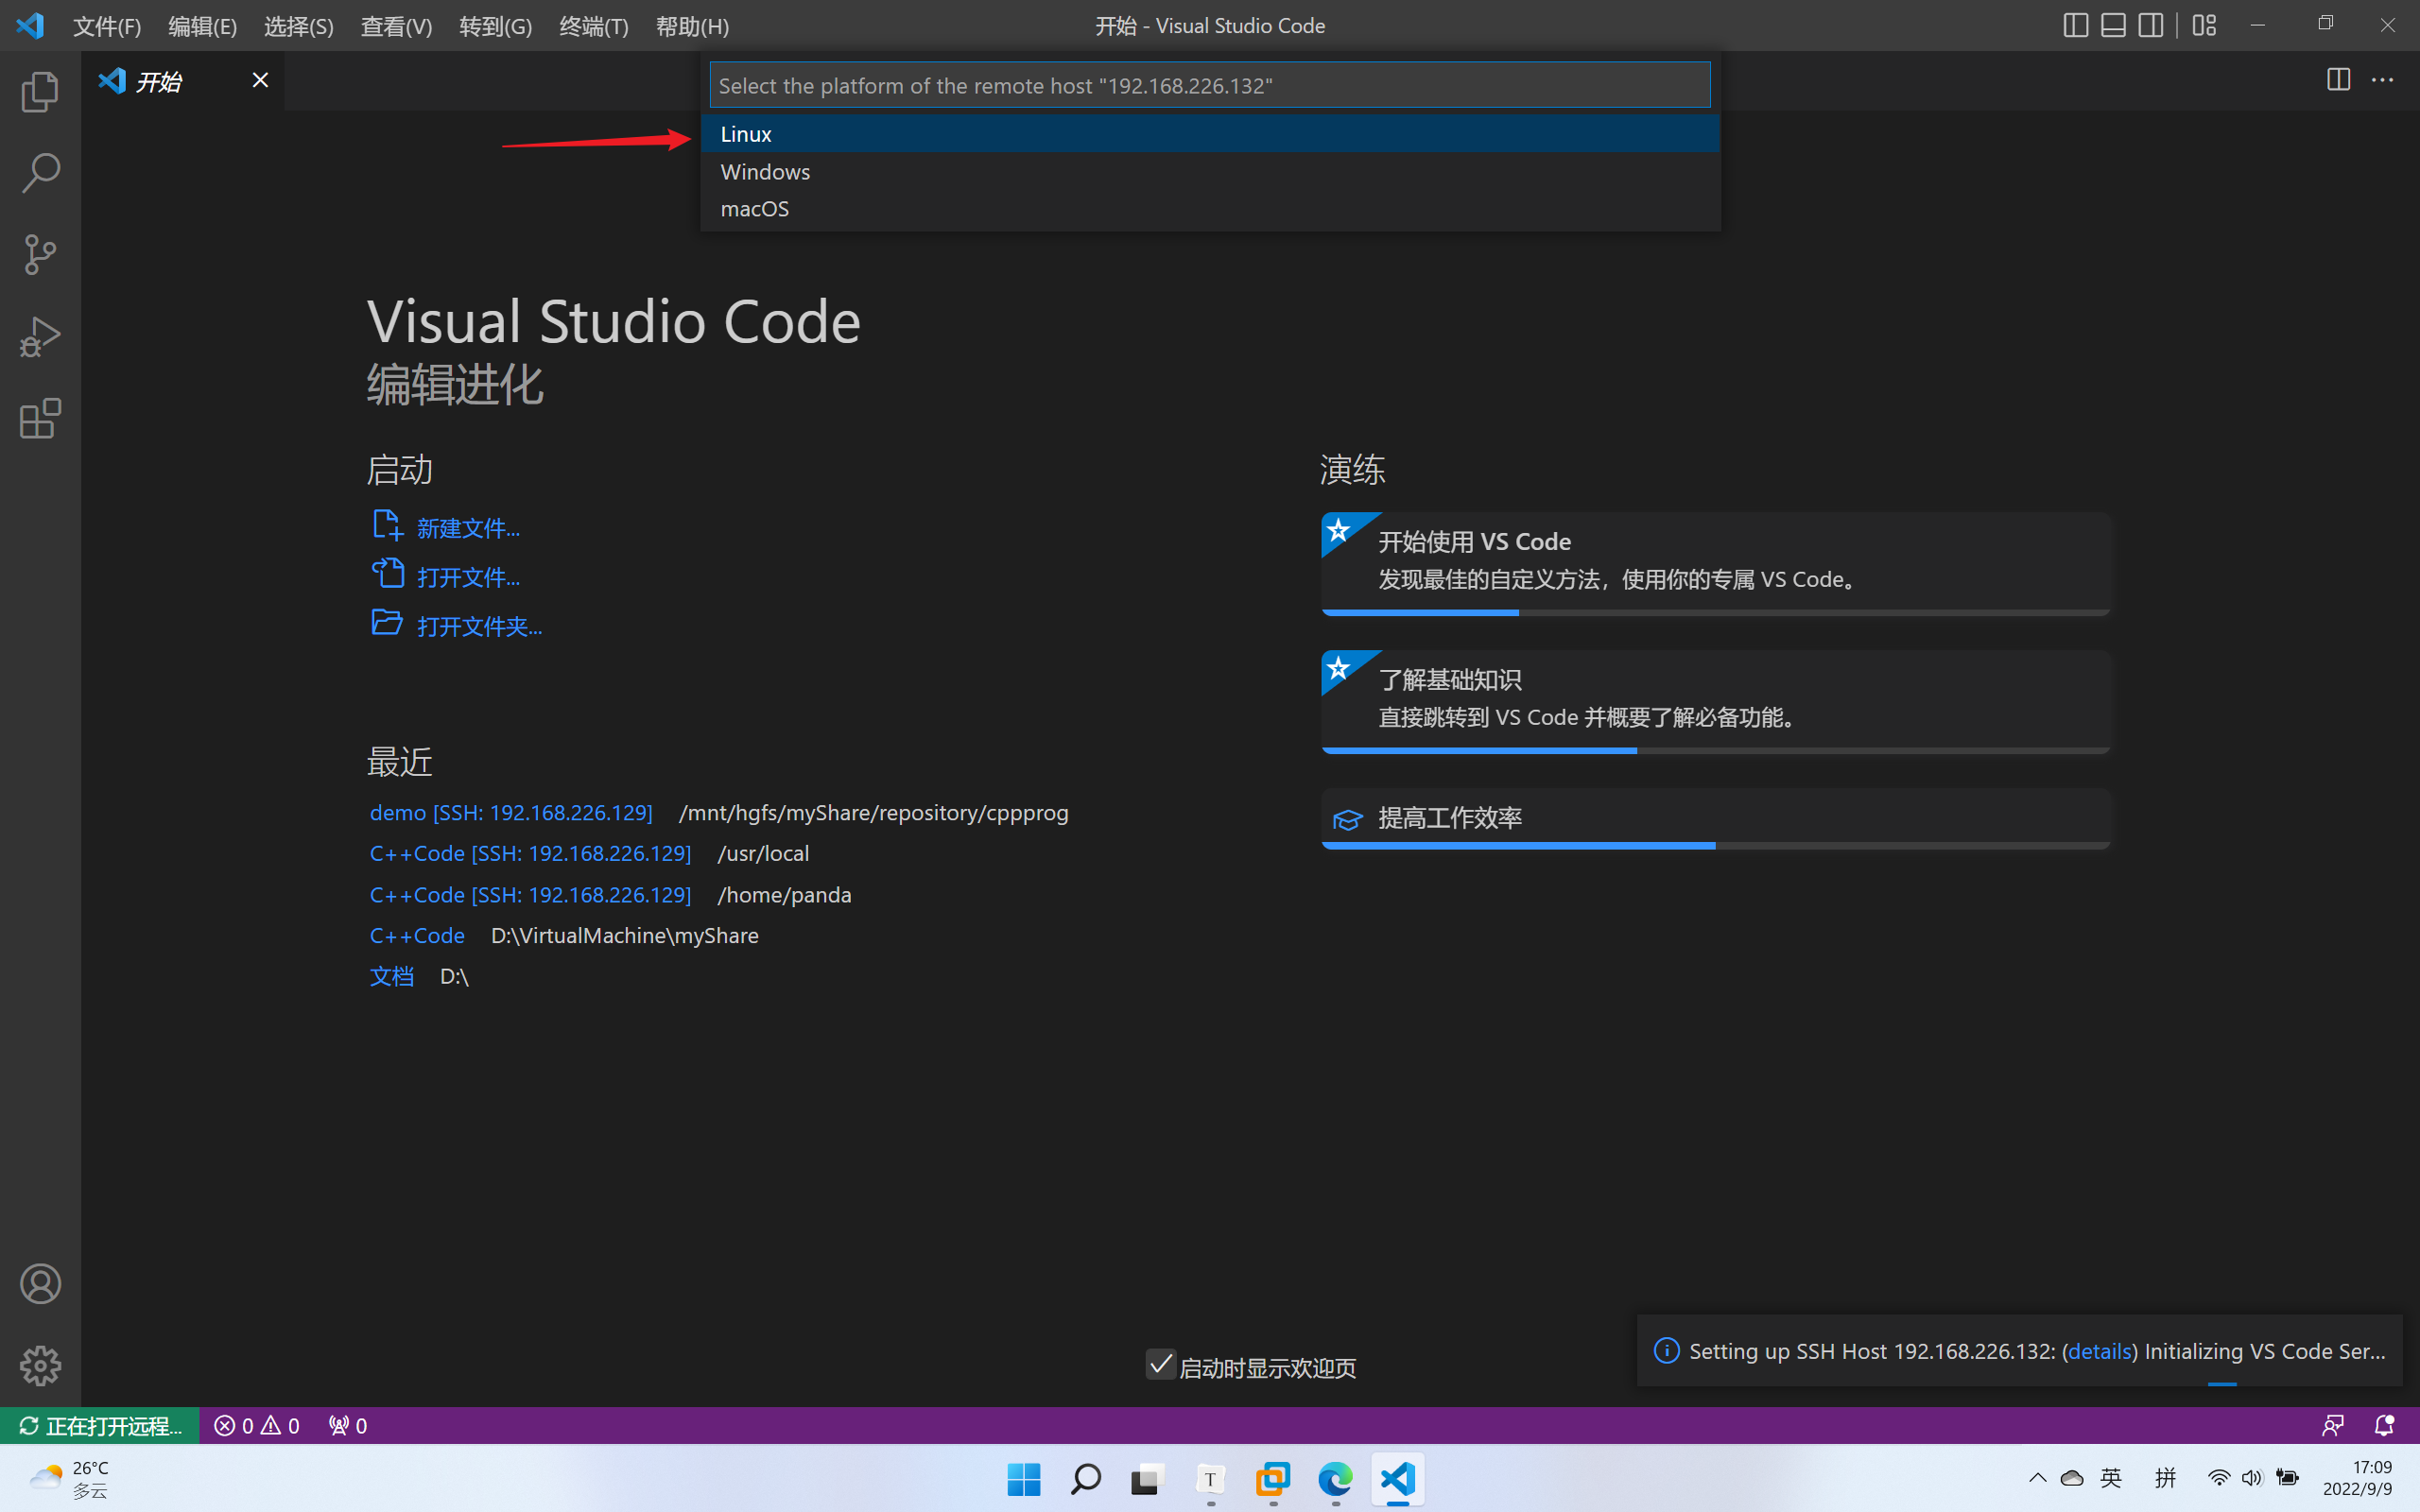 文件(F) 编辑(E) 选择(S) 查看(V) 转到(G) 终端(T) 帮助(H) 开始 - Visual Studio Code
开始
Select the platform of the remote host "192.168.226.132"
Linux
Windows
macOS
Visual Studio Code
编辑进化
启动
新建文件...
打开文件...
打开文件夹...
最近
demo [SSH: 192.168.226.129] /mnt/hgfs/myShare/repository/cppprog
C++Code [SSH: 192.168.226.129] /usr/local
C++Code [SSH: 192.168.226.129] /home/panda
C++Code D:\VirtualMachine\myShare
文档 D:\
演练
开始使用 VS Code
发现最佳的自定义方法，使用你的专属 VS Code。
了解基础知识
直接跳转到 VS Code 并概要了解必备功能。
提高工作效率
启动时显示欢迎页
Setting up SSH Host 192.168.226.132: (details) Initializing VS Code Ser...
正在打开远程... 0 0 0
26°C
多云
T
英 拼
17:09
2022/9/9